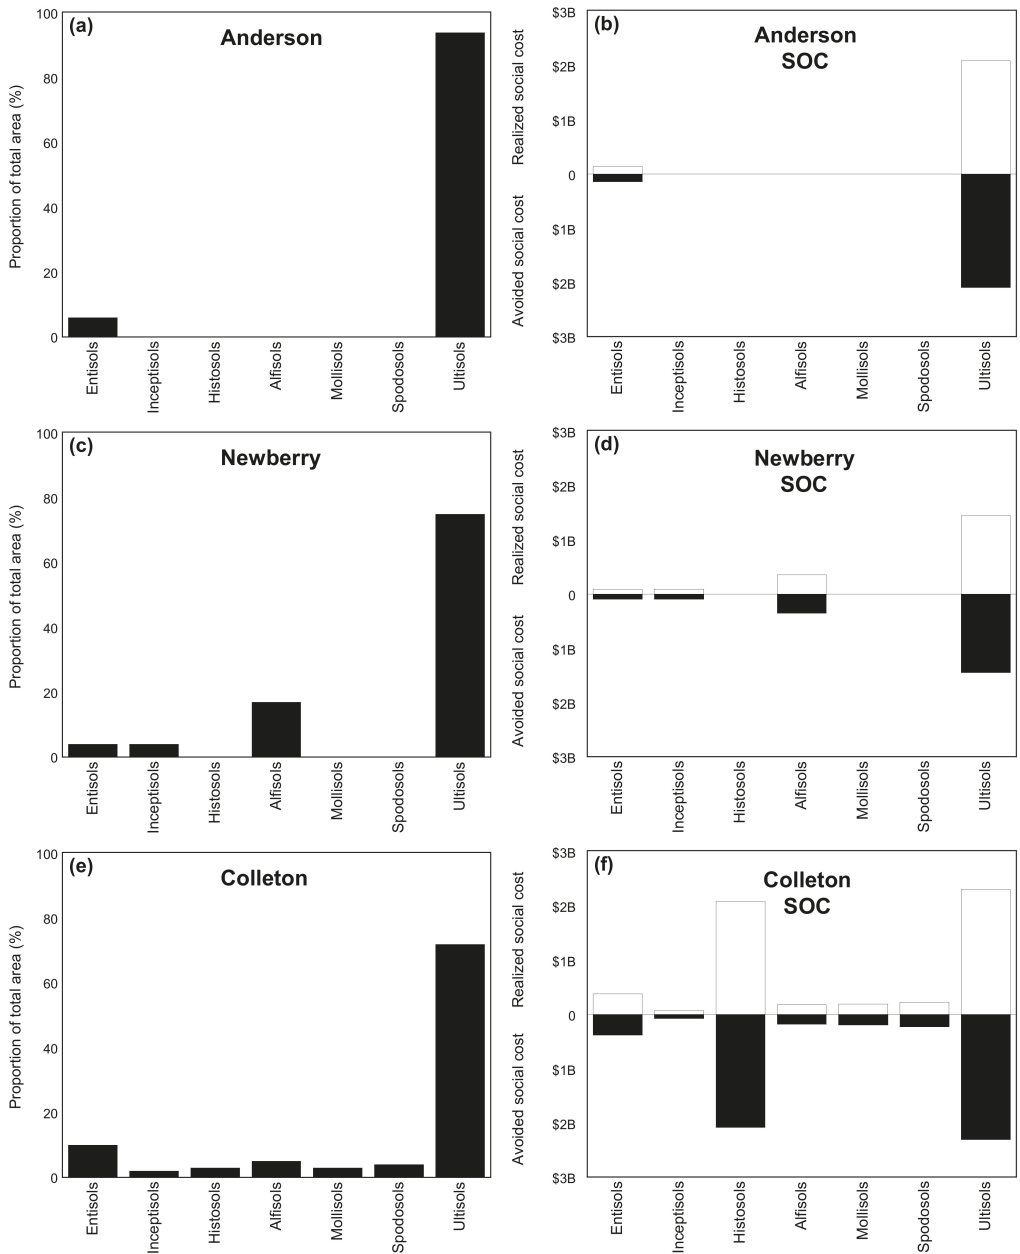 (a)
Anderson
Proportion of total area (%)
100
80
60
40
20
0
Entisols
Inceptisols
Histosols
Alfisols
Mollisols
Spodosols
Ultisols
(b)
Anderson
SOC
Realized social cost
Avoided social cost
$3B
$2B
$1B
0
$1B
$2B
$3B
Entisols
Inceptisols
Histosols
Alfisols
Mollisols
Spodosols
Ultisols
(c)
Newberry
Proportion of total area (%)
100
80
60
40
20
0
Entisols
Inceptisols
Histosols
Alfisols
Mollisols
Spodosols
Ultisols
(d)
Newberry
SOC
Realized social cost
Avoided social cost
$3B
$2B
$1B
0
$1B
$2B
$3B
Entisols
Inceptisols
Histosols
Alfisols
Mollisols
Spodosols
Ultisols
(e)
Colleton
Proportion of total area (%)
100
80
60
40
20
0
Entisols
Inceptisols
Histosols
Alfisols
Mollisols
Spodosols
Ultisols
(f)
Colleton
SOC
Realized social cost
Avoided social cost
$3B
$2B
$1B
0
$1B
$2B
$3B
Entisols
Inceptisols
Histosols
Alfisols
Mollisols
Spodosols
Ultisols